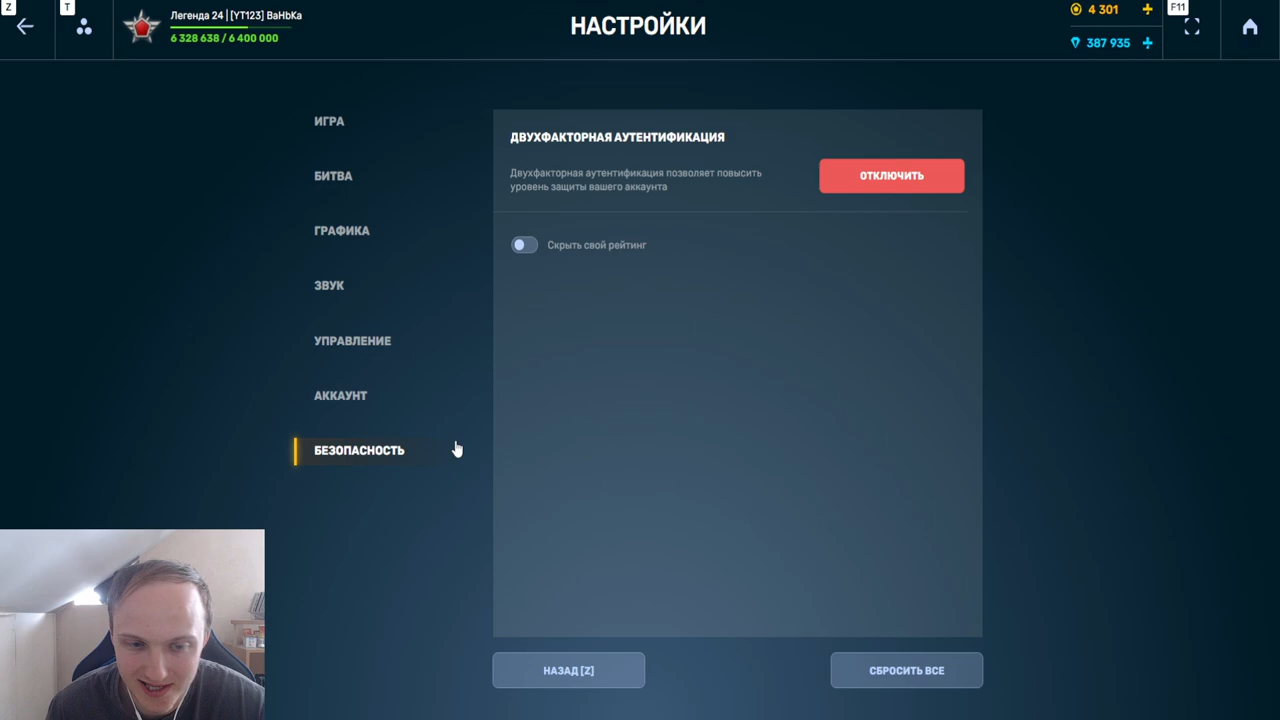 Z
T
Легенда 24 | [YT123] BaHbKa
6 328 638 / 6 400 000
НАСТРОЙКИ
4 301 +
387 935 +
F11
ИГРА
БИТВА
ГРАФИКА
ЗВУК
УПРАВЛЕНИЕ
АККАУНТ
БЕЗОПАСНОСТЬ
ДВУХФАКТОРНАЯ АУТЕНТИФИКАЦИЯ
Двухфакторная аутентификация позволяет повысить
уровень защиты вашего аккаунта
ОТКЛЮЧИТЬ
Скрыть свой рейтинг
НАЗАД [Z]
СБРОСИТЬ ВСЕ